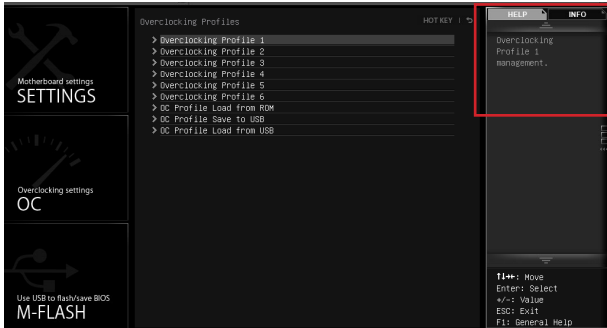 Motherboard settings
SETTINGS
Overclocking settings
OC
Use USB to flash/save BIOS
M-FLASH
Overclocking Profiles
HOT KEY |
> Overclocking Profile 1
> Overclocking Profile 2
> Overclocking Profile 3
> Overclocking Profile 4
> Overclocking Profile 5
> Overclocking Profile 6
> OC Profile Load from ROM
> OC Profile Save to USB
> OC Profile Load from USB
HELP
INFO
Overclocking
Profile 1
management.
↑↓→←: Move
Enter: Select
+/-: Value
ESC: Exit
F1: General Help